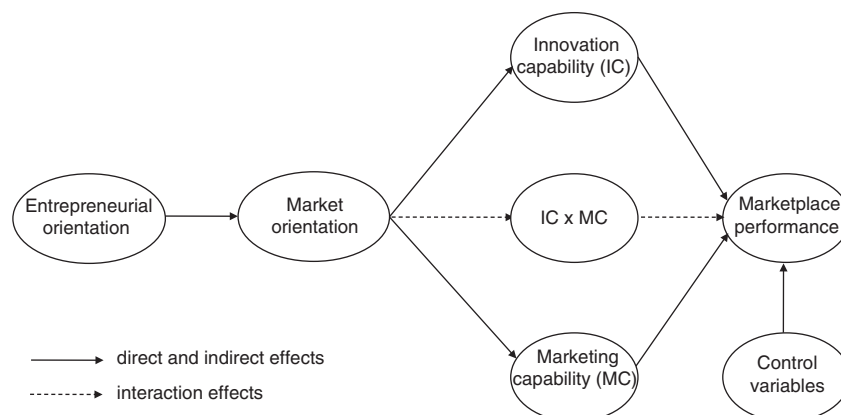 Innovation
capability (IC)
Entrepreneurial
orientation
Market
orientation
IC x MC
Marketplace
performance
Marketing
capability (MC)
Control
variables
direct and indirect effects
interaction effects